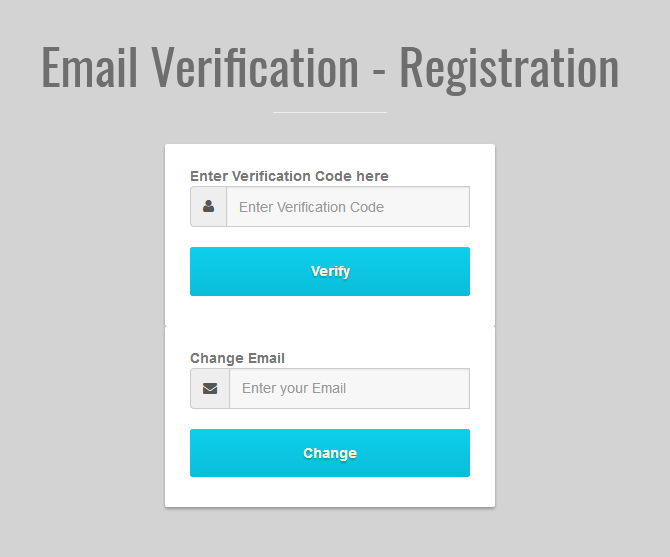 Email Verification - Registration
Enter Verification Code here
Enter Verification Code
Verify
Change Email
Enter your Email
Change